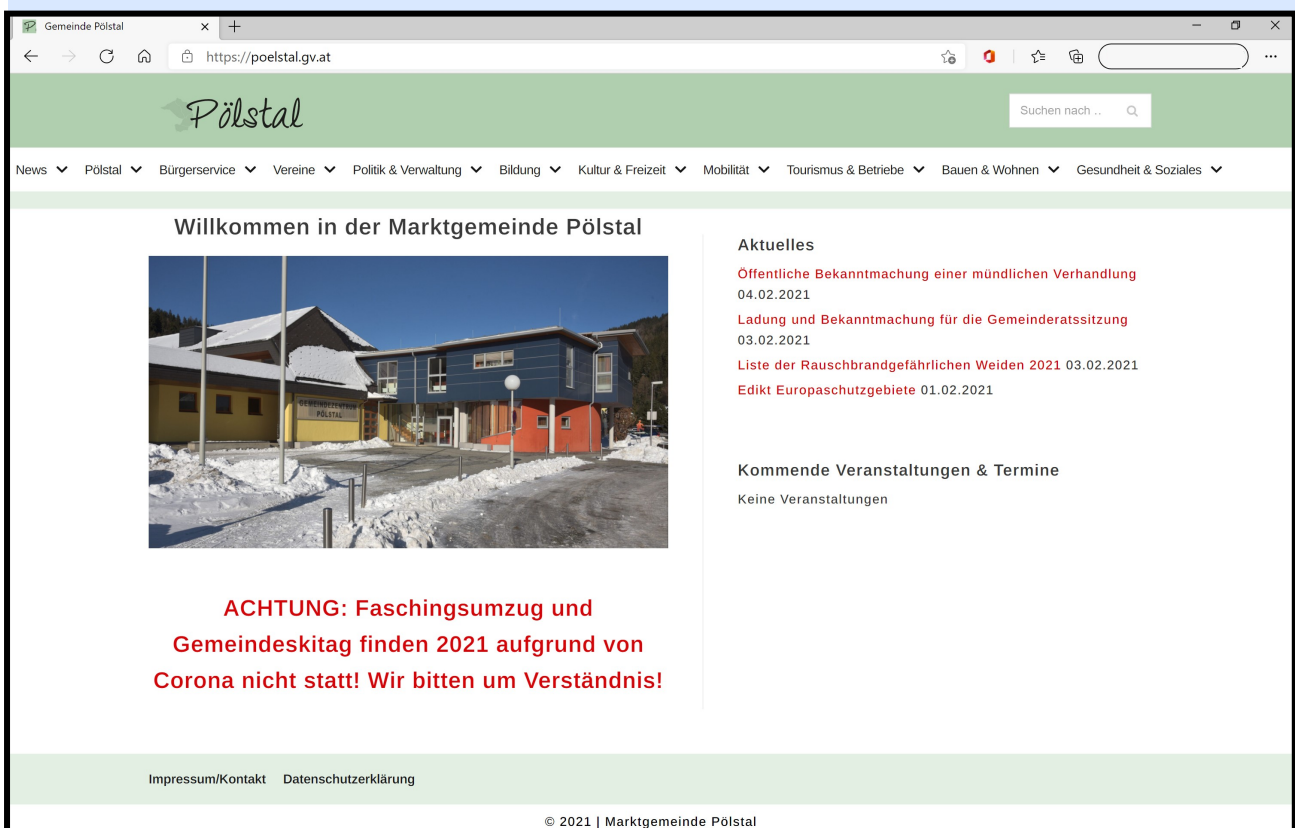 Gemeinde Pölstal
https://poelstal.gv.at
Pölstal
Suchen nach ..
News Pölstal Bürgerservice Vereine Politik & Verwaltung Bildung Kultur & Freizeit Mobilität Tourismus & Betriebe Bauen & Wohnen Gesundheit & Soziales
Willkommen in der Marktgemeinde Pölstal
GEMEINDEZENTRUM
PÖLSTAL
ACHTUNG: Faschingsumzug und
Gemeindeskitag finden 2021 aufgrund von
Corona nicht statt! Wir bitten um Verständnis!
Aktuelles
Öffentliche Bekanntmachung einer mündlichen Verhandlung
04.02.2021
Ladung und Bekanntmachung für die Gemeinderatssitzung
03.02.2021
Liste der Rauschbrandgefährlichen Weiden 2021 03.02.2021
Edikt Europaschutzgebiete 01.02.2021
Kommende Veranstaltungen & Termine
Keine Veranstaltungen
Impressum/Kontakt Datenschutzerklärung
© 2021 | Marktgemeinde Pölstal